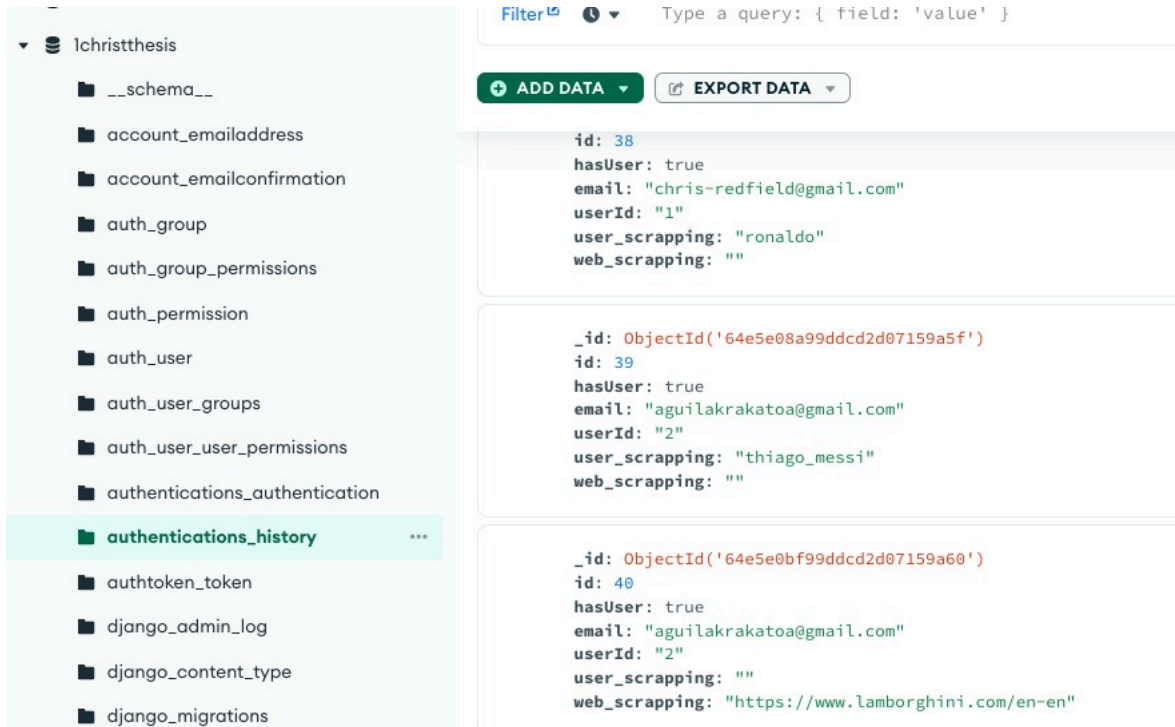 1christthesis
__schema__
account_emailaddress
account_emailconfirmation
auth_group
auth_group_permissions
auth_permission
auth_user
auth_user_groups
auth_user_user_permissions
authentications_authentication
authentications_history
authtoken_token
django_admin_log
django_content_type
django_migrations
Filter
Type a query: { field: 'value' }
ADD DATA
EXPORT DATA
id: 38
hasUser: true
email: "chris-redfield@gmail.com"
userId: "1"
user_scrapping: "ronaldo"
web_scrapping: ""
_id: ObjectId('64e5e08a99ddcd2d07159a5f')
id: 39
hasUser: true
email: "aguilakrakatoa@gmail.com"
userId: "2"
user_scrapping: "thiago_messi"
web_scrapping: ""
_id: ObjectId('64e5e0bf99ddcd2d07159a60')
id: 40
hasUser: true
email: "aguilakrakatoa@gmail.com"
userId: "2"
user_scrapping: ""
web_scrapping: "https://www.lamborghini.com/en-en"